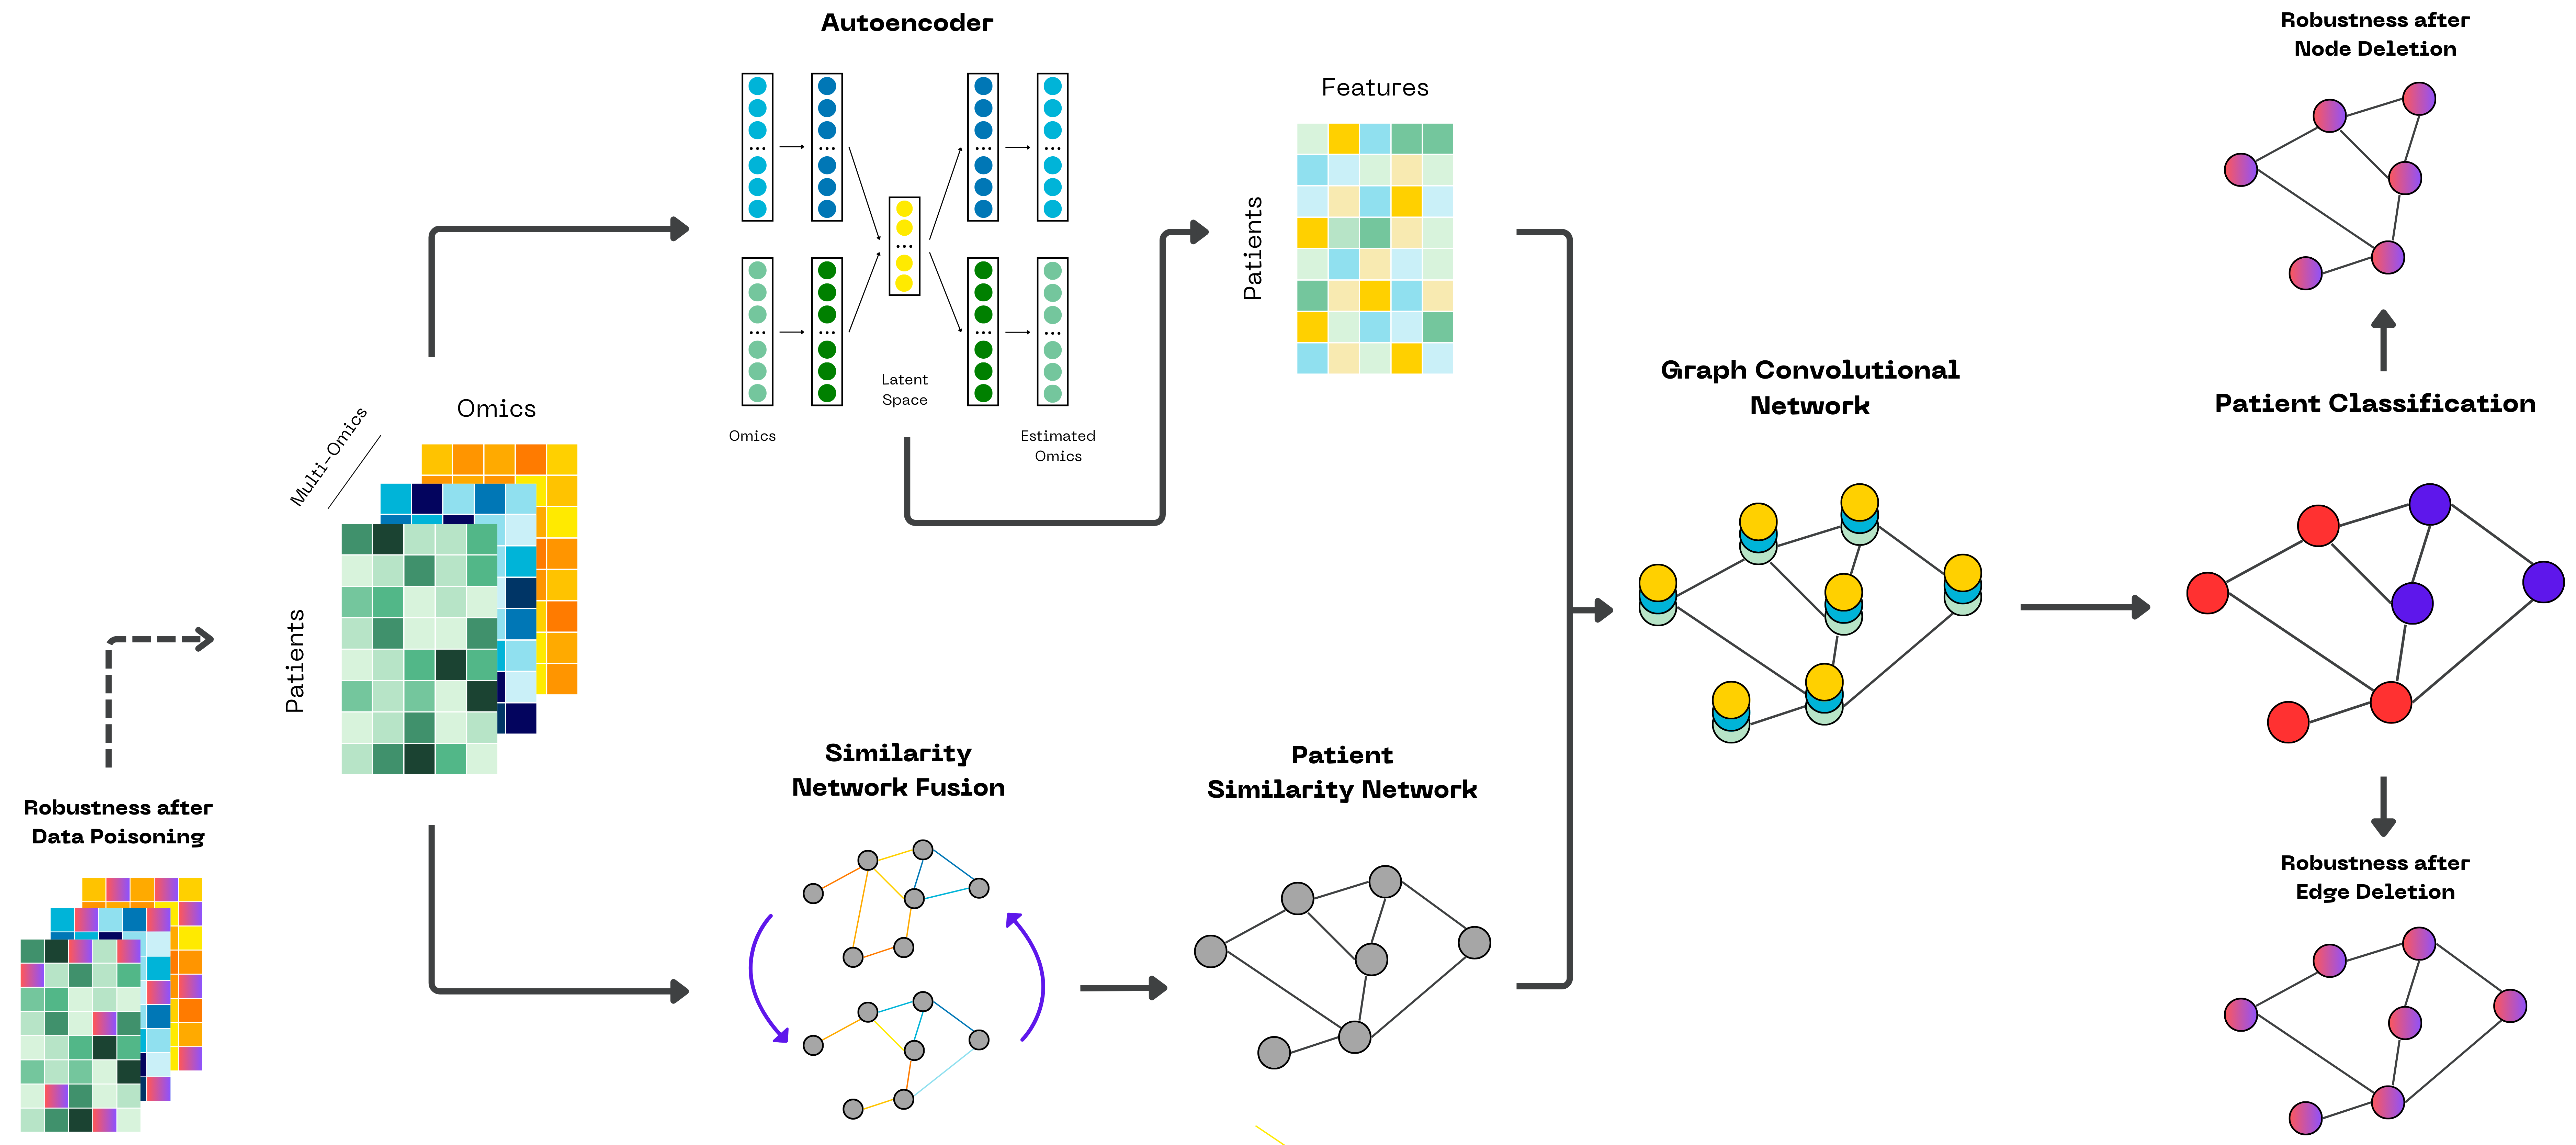 Autoencoder
Omics
Latent
Space
Estimated
Omics
Features
Patients
Multi-Omics
Omics
Patients
Robustness after
Data Poisoning
Similarity
Network Fusion
Patient
Similarity Network
Graph Convolutional
Network
Patient Classification
Robustness after
Node Deletion
Robustness after
Edge Deletion